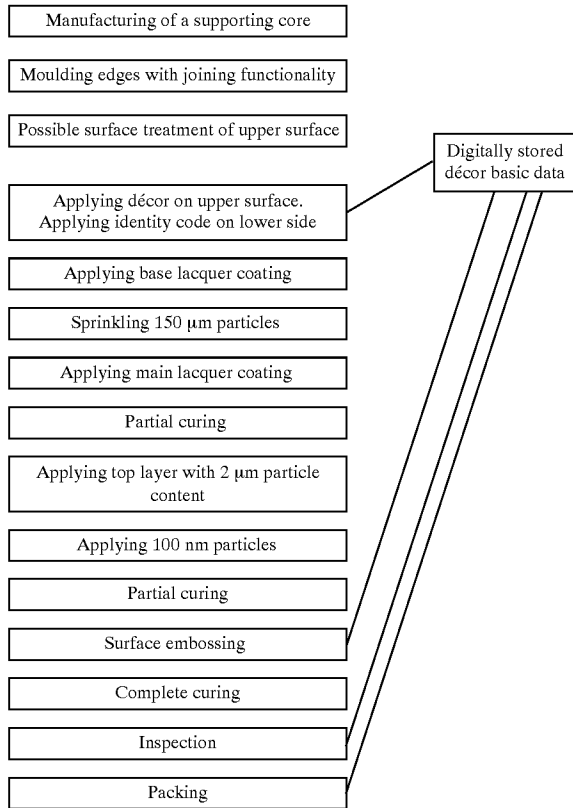 Manufacturing of a supporting core
Moulding edges with joining functionality
Possible surface treatment of upper surface
Digitally stored
décor basic data
Applying décor on upper surface.
Applying identity code on lower side
Applying base lacquer coating
Sprinkling 150 μm particles
Applying main lacquer coating
Partial curing
Applying top layer with 2 μm particle
content
Applying 100 nm particles
Partial curing
Surface embossing
Complete curing
Inspection
Packing